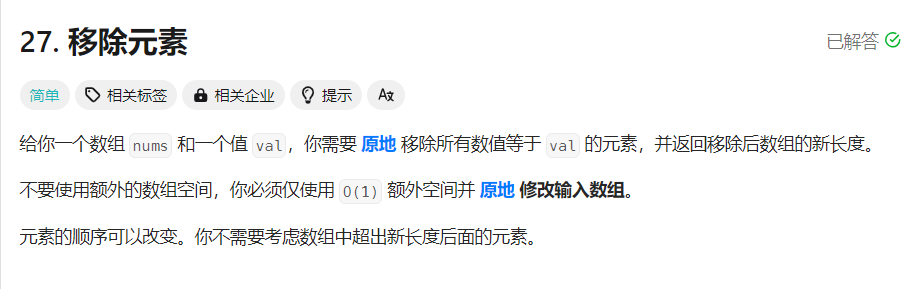 27. 移除元素
已解答
简单 相关标签 相关企业 提示 A文
给你一个数组 nums 和一个值 val，你需要 原地 移除所有数值等于 val 的元素，并返回移除后数组的新长度。
不要使用额外的数组空间，你必须仅使用 O(1) 额外空间并 原地 修改输入数组。
元素的顺序可以改变。你不需要考虑数组中超出新长度后面的元素。